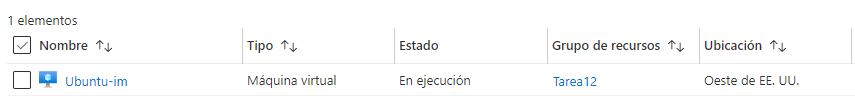 1 elementos
Nombre ↑↓ Tipo ↑↓ Estado Grupo de recursos ↑↓ Ubicación ↑↓
Ubuntu-im Máquina virtual En ejecución Tarea12 Oeste de EE. UU.